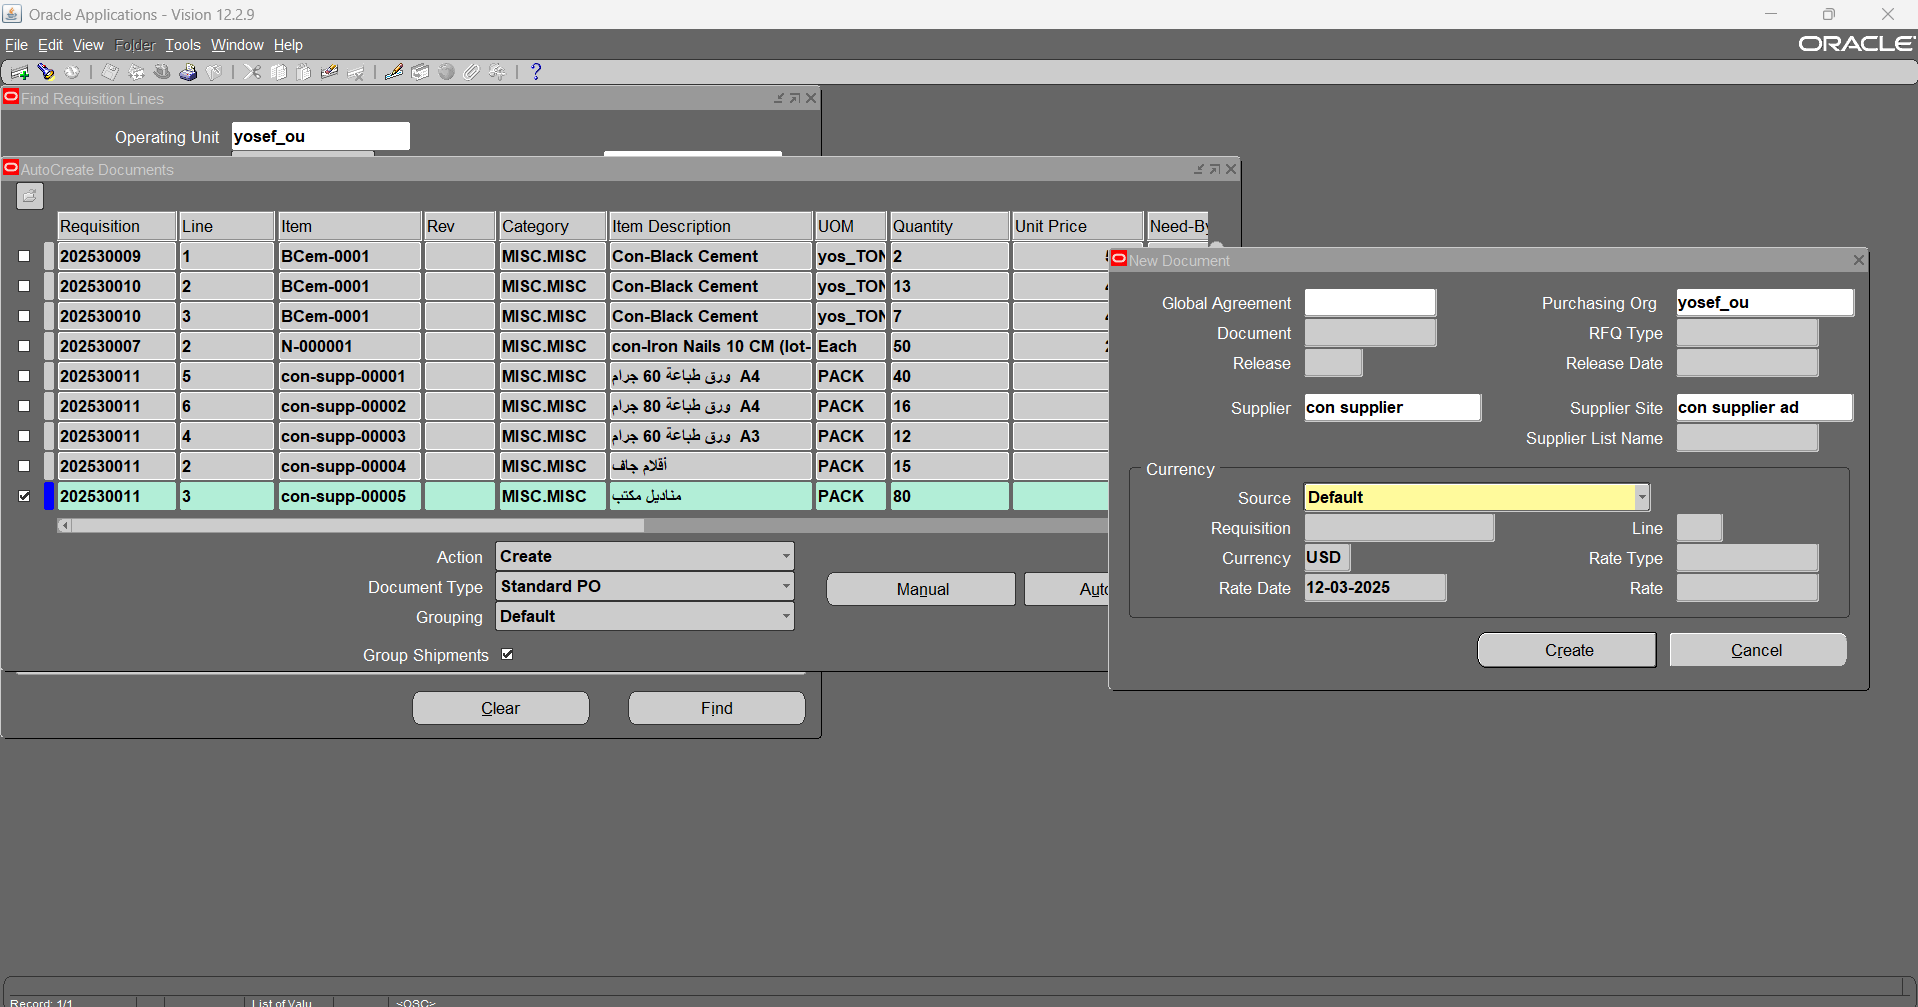 Oracle Applications - Vision 12.2.9
File Edit View Folder Tools Window Help
ORACLE
Find Requisition Lines
Operating Unit yosef_ou
AutoCreate Documents
Requisition Line Item Rev Category Item Description UOM Quantity Unit Price Need-By
202530009 1 BCem-0001 MISC.MISC Con-Black Cement yos_TON 2
202530010 2 BCem-0001 MISC.MISC Con-Black Cement yos_TON 13
202530010 3 BCem-0001 MISC.MISC Con-Black Cement yos_TON 7
202530007 2 N-000001 MISC.MISC con-Iron Nails 10 CM (lot- Each 50
202530011 5 con-supp-00001 MISC.MISC ورق طباعة 60 جرام A4 PACK 40
202530011 6 con-supp-00002 MISC.MISC ورق طباعة 80 جرام A4 PACK 16
202530011 4 con-supp-00003 MISC.MISC ورق طباعة 60 جرام A3 PACK 12
202530011 2 con-supp-00004 MISC.MISC أقلام جاف PACK 15
202530011 3 con-supp-00005 MISC.MISC مناديل مكتب PACK 80
Action Create
Document Type Standard PO
Grouping Default
Group Shipments
Manual
Clear Find
New Document
Global Agreement Purchasing Org yosef_ou
Document RFQ Type
Release Release Date
Supplier con supplier Supplier Site con supplier ad
Supplier List Name
Currency
Source Default
Requisition Line
Currency USD Rate Type
Rate Date 12-03-2025 Rate
Create Cancel
Record: 1/1 List of Valu <OSC>